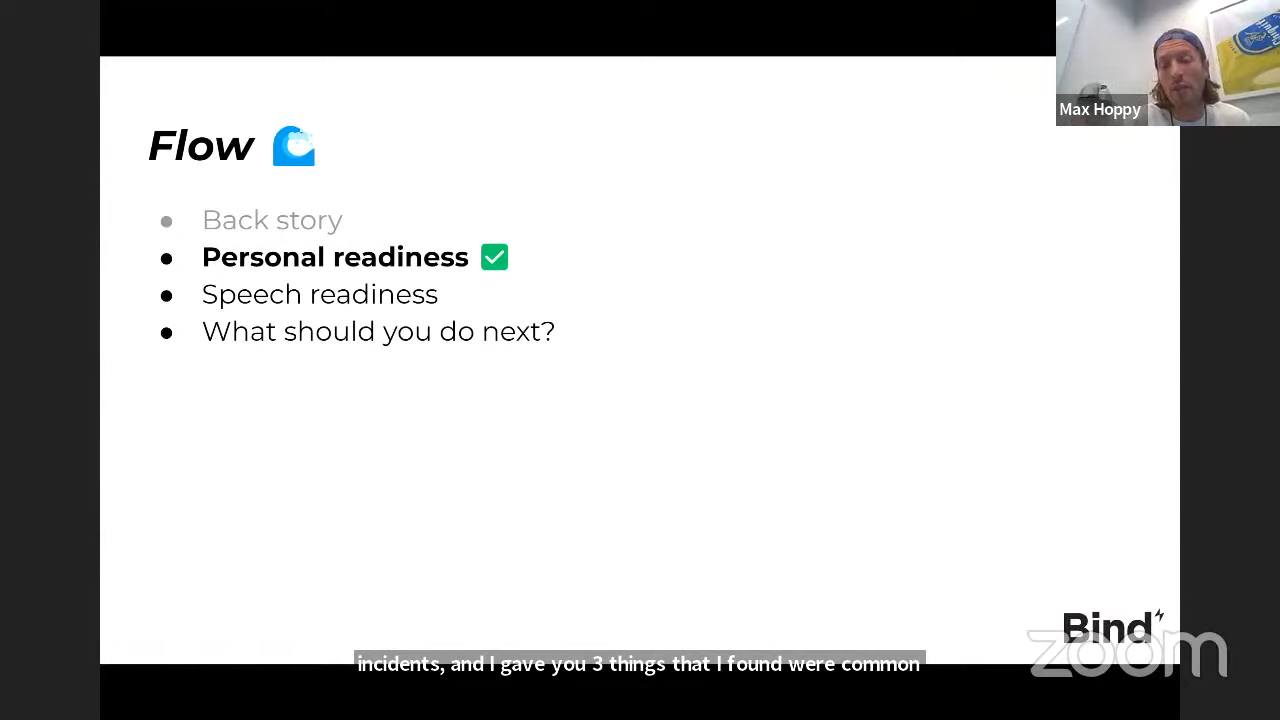 Max Hoppy
Flow
Back story
Personal readiness
Speech readiness
What should you do next?
Bind
zoom
incidents, and I gave you 3 things that I found were common